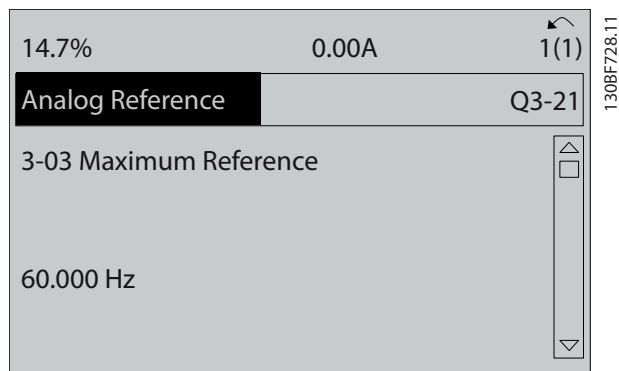 14.7% 0.00A 1(1)
Analog Reference Q3-21
3-03 Maximum Reference
60.000 Hz
130BF728.11